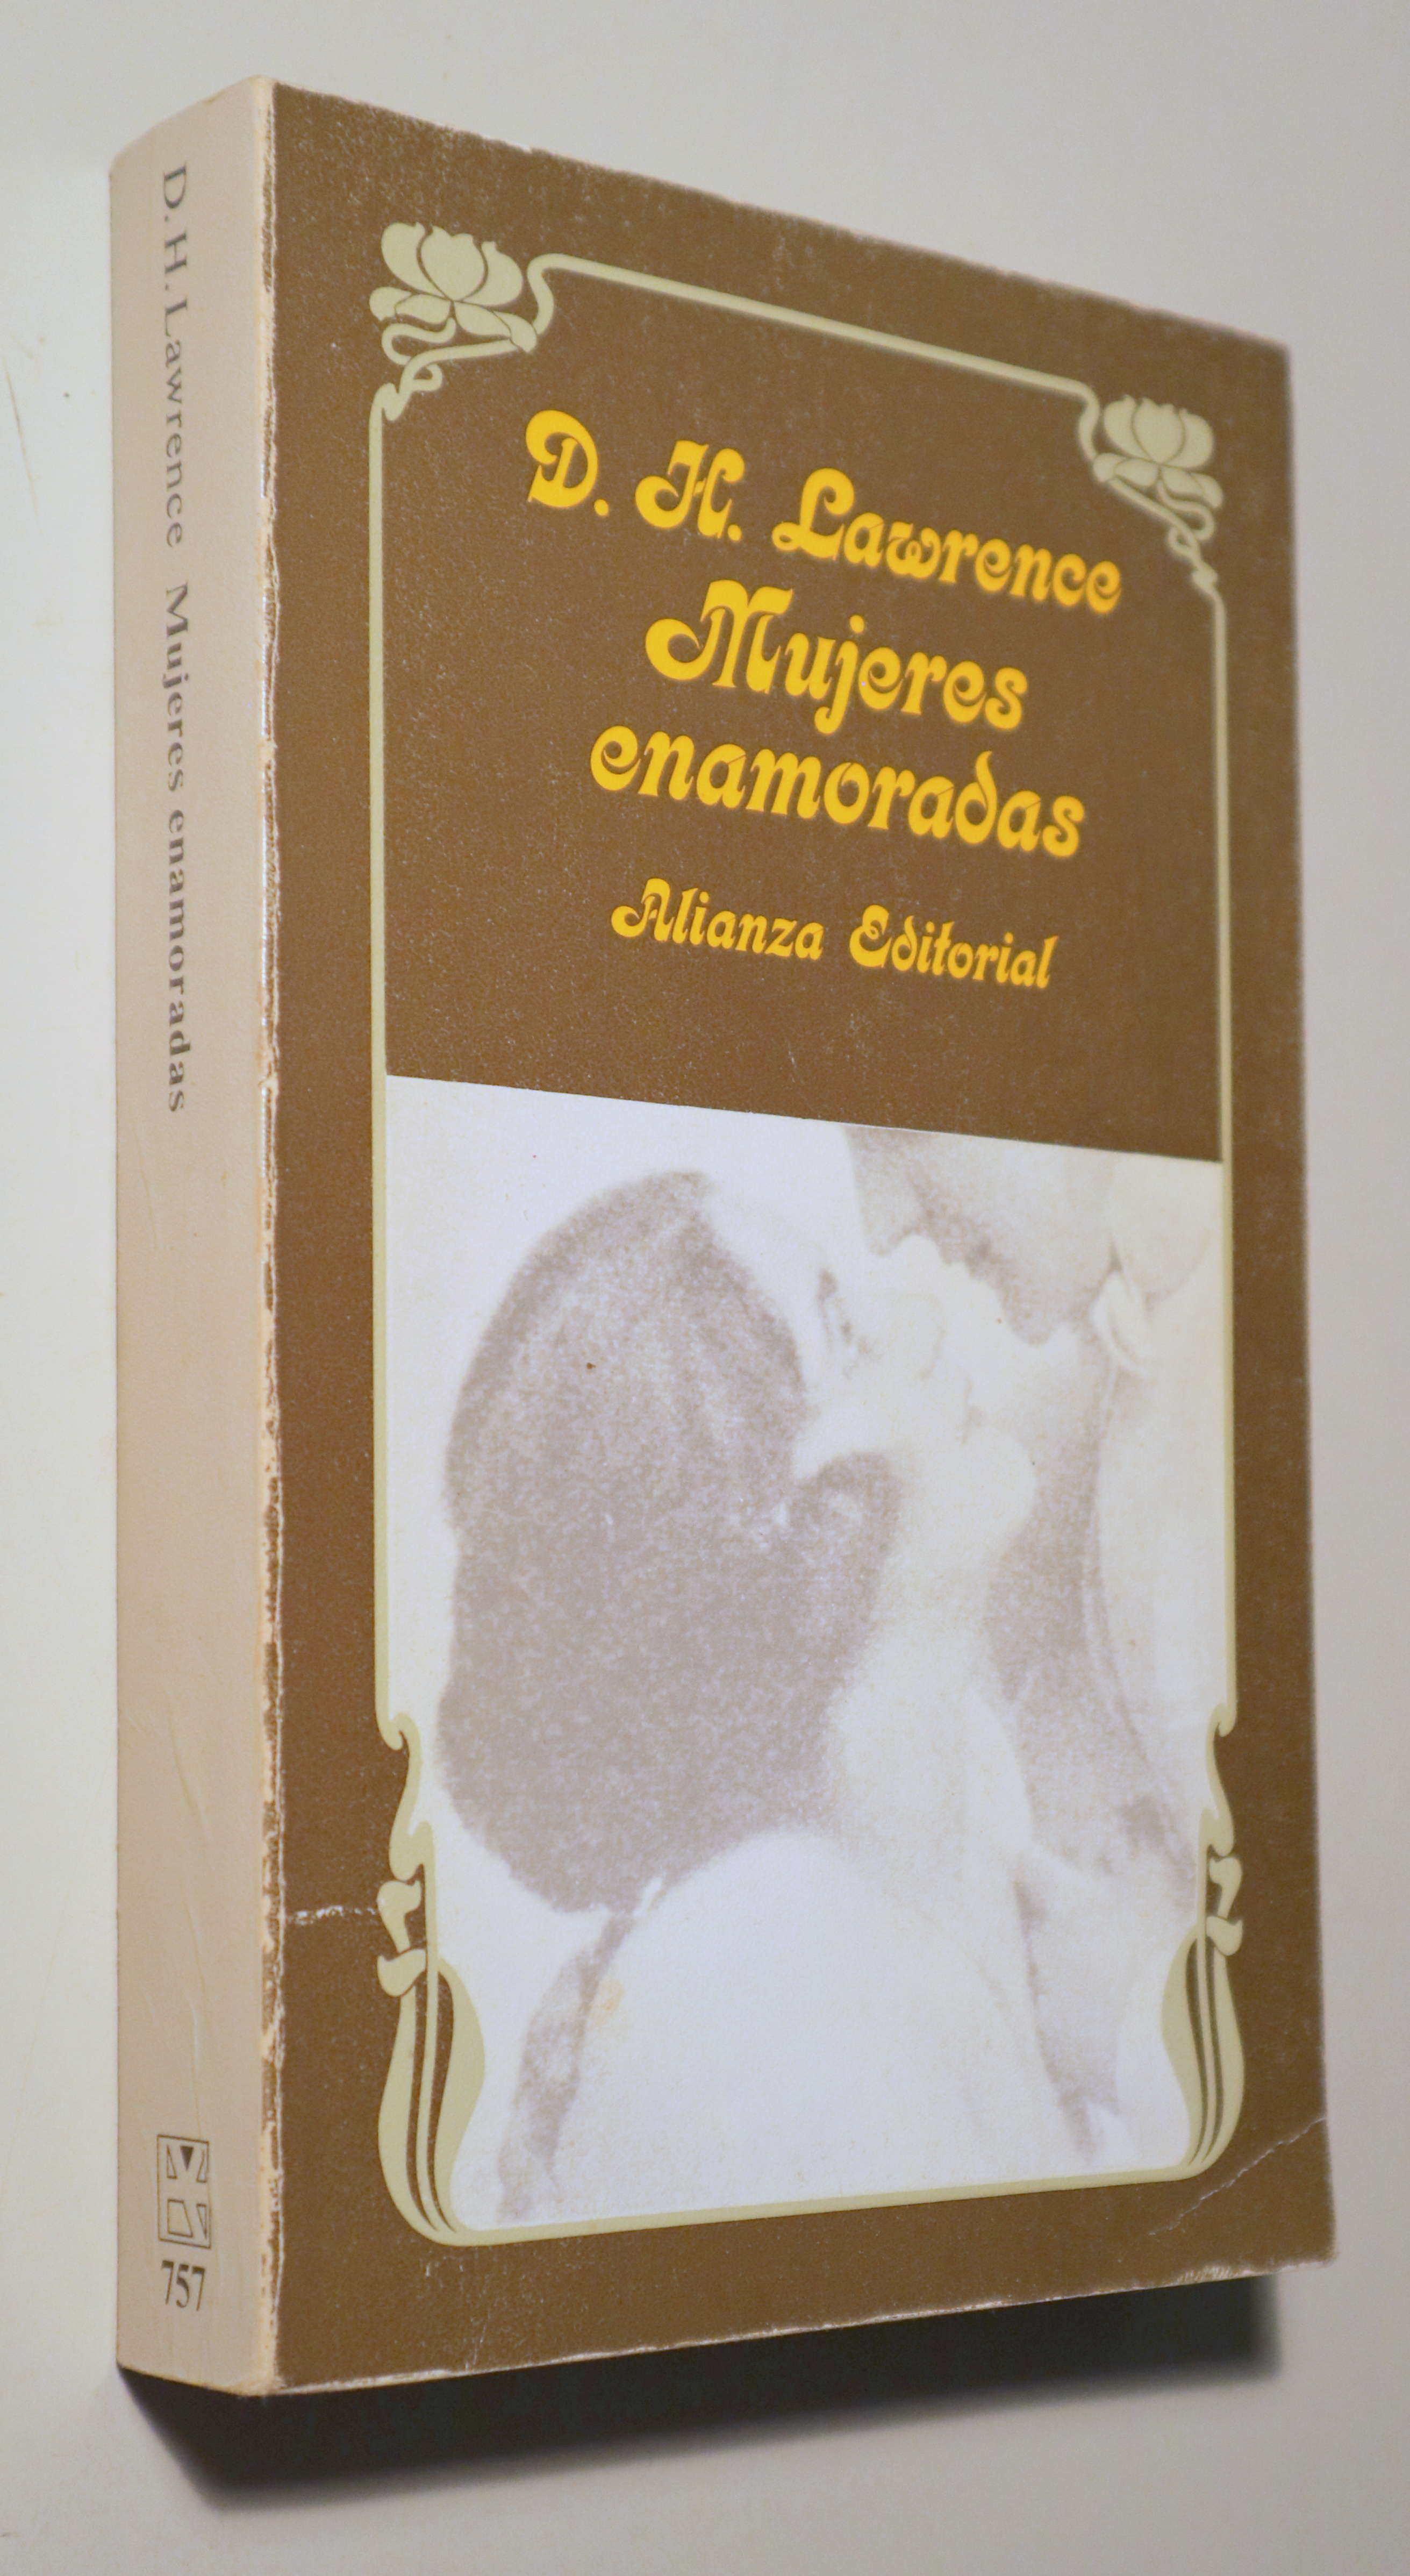 D. H. Lawrence Mujeres enamoradas
757
D. H. Lawrence
Mujeres
enamoradas
Alianza Editorial